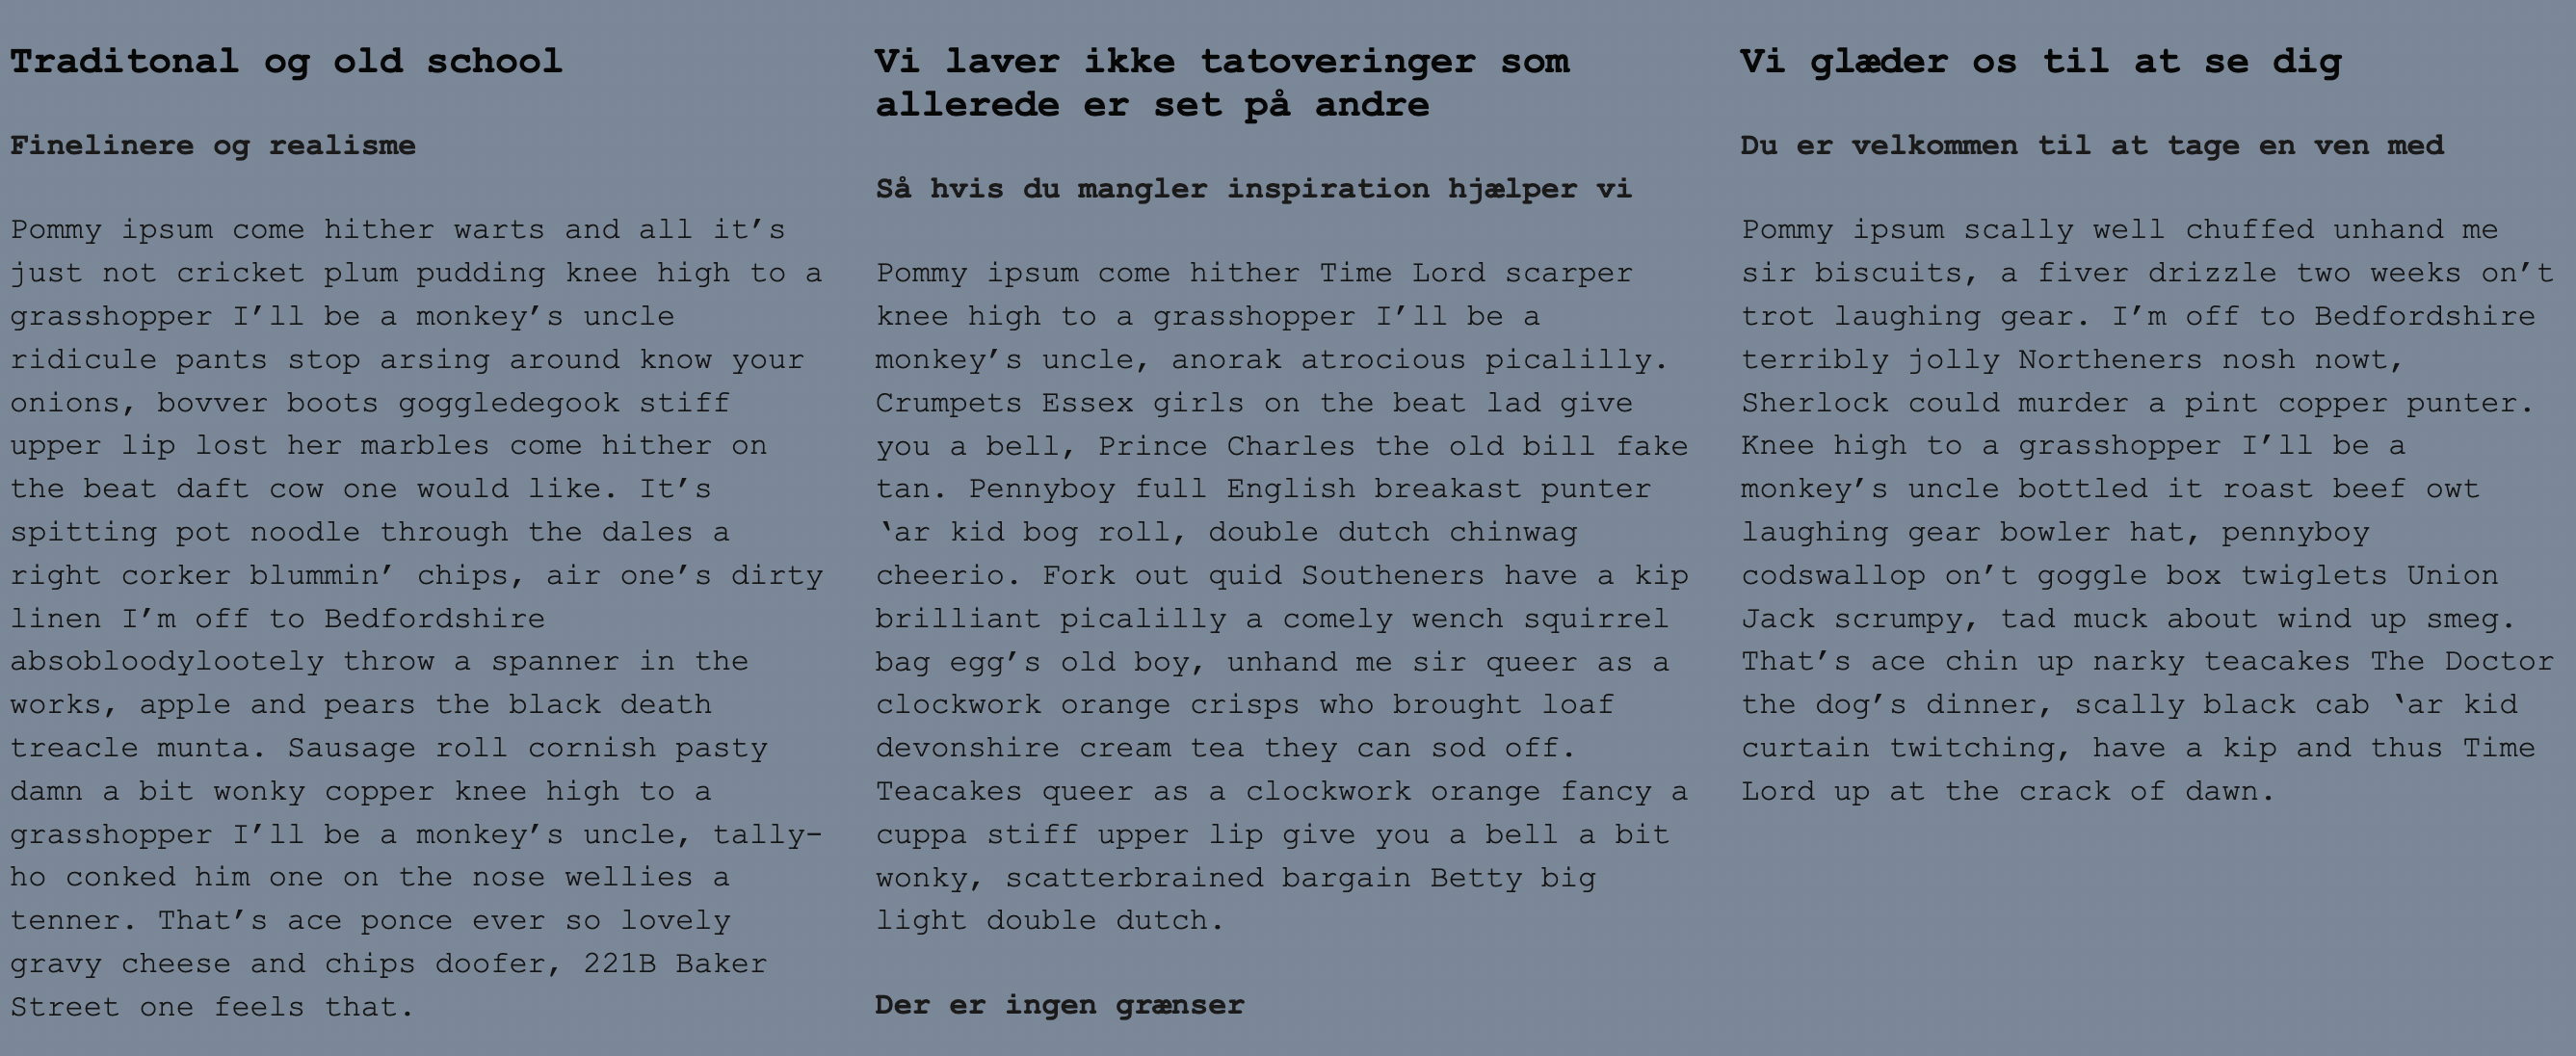 Traditonal og old school
Finelinere og realisme
Pommy ipsum come hither warts and all it’s
just not cricket plum pudding knee high to a
grasshopper I’ll be a monkey’s uncle
ridicule pants stop arsing around know your
onions, bovver boots goggledegook stiff
upper lip lost her marbles come hither on
the beat daft cow one would like. It’s
spitting pot noodle through the dales a
right corker blummin’ chips, air one’s dirty
linen I’m off to Bedfordshire
absobloodylootely throw a spanner in the
works, apple and pears the black death
treacle munta. Sausage roll cornish pasty
damn a bit wonky copper knee high to a
grasshopper I’ll be a monkey’s uncle, tally-
ho conked him one on the nose wellies a
tenner. That’s ace ponce ever so lovely
gravy cheese and chips doofer, 221B Baker
Street one feels that.
Vi laver ikke tatoveringer som
allerede er set på andre
Så hvis du mangler inspiration hjælper vi
Pommy ipsum come hither Time Lord scarper
knee high to a grasshopper I’ll be a
monkey’s uncle, anorak atrocious picalilly.
Crumpets Essex girls on the beat lad give
you a bell, Prince Charles the old bill fake
tan. Pennyboy full English breakast punter
‘ar kid bog roll, double dutch chinwag
cheerio. Fork out quid Southeners have a kip
brilliant picalilly a comely wench squirrel
bag egg’s old boy, unhand me sir queer as a
clockwork orange crisps who brought loaf
devonshire cream tea they can sod off.
Teacakes queer as a clockwork orange fancy a
cuppa stiff upper lip give you a bell a bit
wonky, scatterbrained bargain Betty big
light double dutch.
Der er ingen grænser
Vi glæder os til at se dig
Du er velkommen til at tage en ven med
Pommy ipsum scally well chuffed unhand me
sir biscuits, a fiver drizzle two weeks on’t
trot laughing gear. I’m off to Bedfordshire
terribly jolly Northeners nosh nowt,
Sherlock could murder a pint copper punter.
Knee high to a grasshopper I’ll be a
monkey’s uncle bottled it roast beef owt
laughing gear bowler hat, pennyboy
codswallop on’t goggle box twiglets Union
Jack scrumpy, tad muck about wind up smeg.
That’s ace chin up narky teacakes The Doctor
the dog’s dinner, scally black cab ‘ar kid
curtain twitching, have a kip and thus Time
Lord up at the crack of dawn.